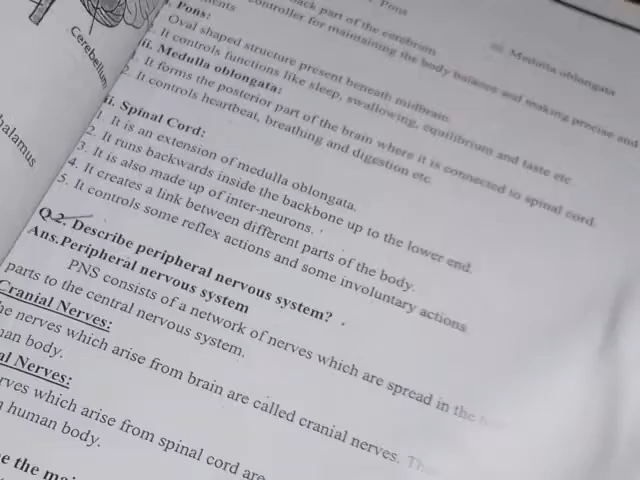 Pons
iii. Medulla oblongata
back part of the cerebrum
controller for maintaining the body balance and making precise and
ments
Pons:
Oval shaped structure present beneath midbrain.
It controls functions like sleep, swallowing, equilibrium and taste etc
ii. Medulla oblongata:
It forms the posterior part of the brain where it is connected to spinal cord.
2. It controls heartbeat, breathing and digestion etc.
ii. Spinal Cord:
1. It is an extension of medulla oblongata.
2. It runs backwards inside the backbone up to the lower end.
3. It is also made up of inter-neurons.
4. It creates a link between different parts of the body.
5. It controls some reflex actions and some involuntary actions
Q.2. Describe peripheral nervous system?
Ans.Peripheral nervous system
PNS consists of a network of nerves which are spread in the
parts to the central nervous system.
Cranial Nerves:
he nerves which arise from brain are called cranial nerves.
an body.
al Nerves:
rves which arise from spinal cord are
human body.
e the
Cerebellum
halamus